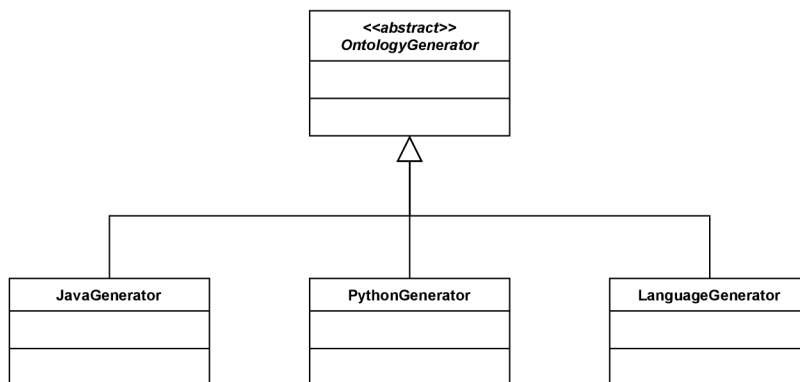 <<abstract>>
OntologyGenerator
JavaGenerator
PythonGenerator
LanguageGenerator